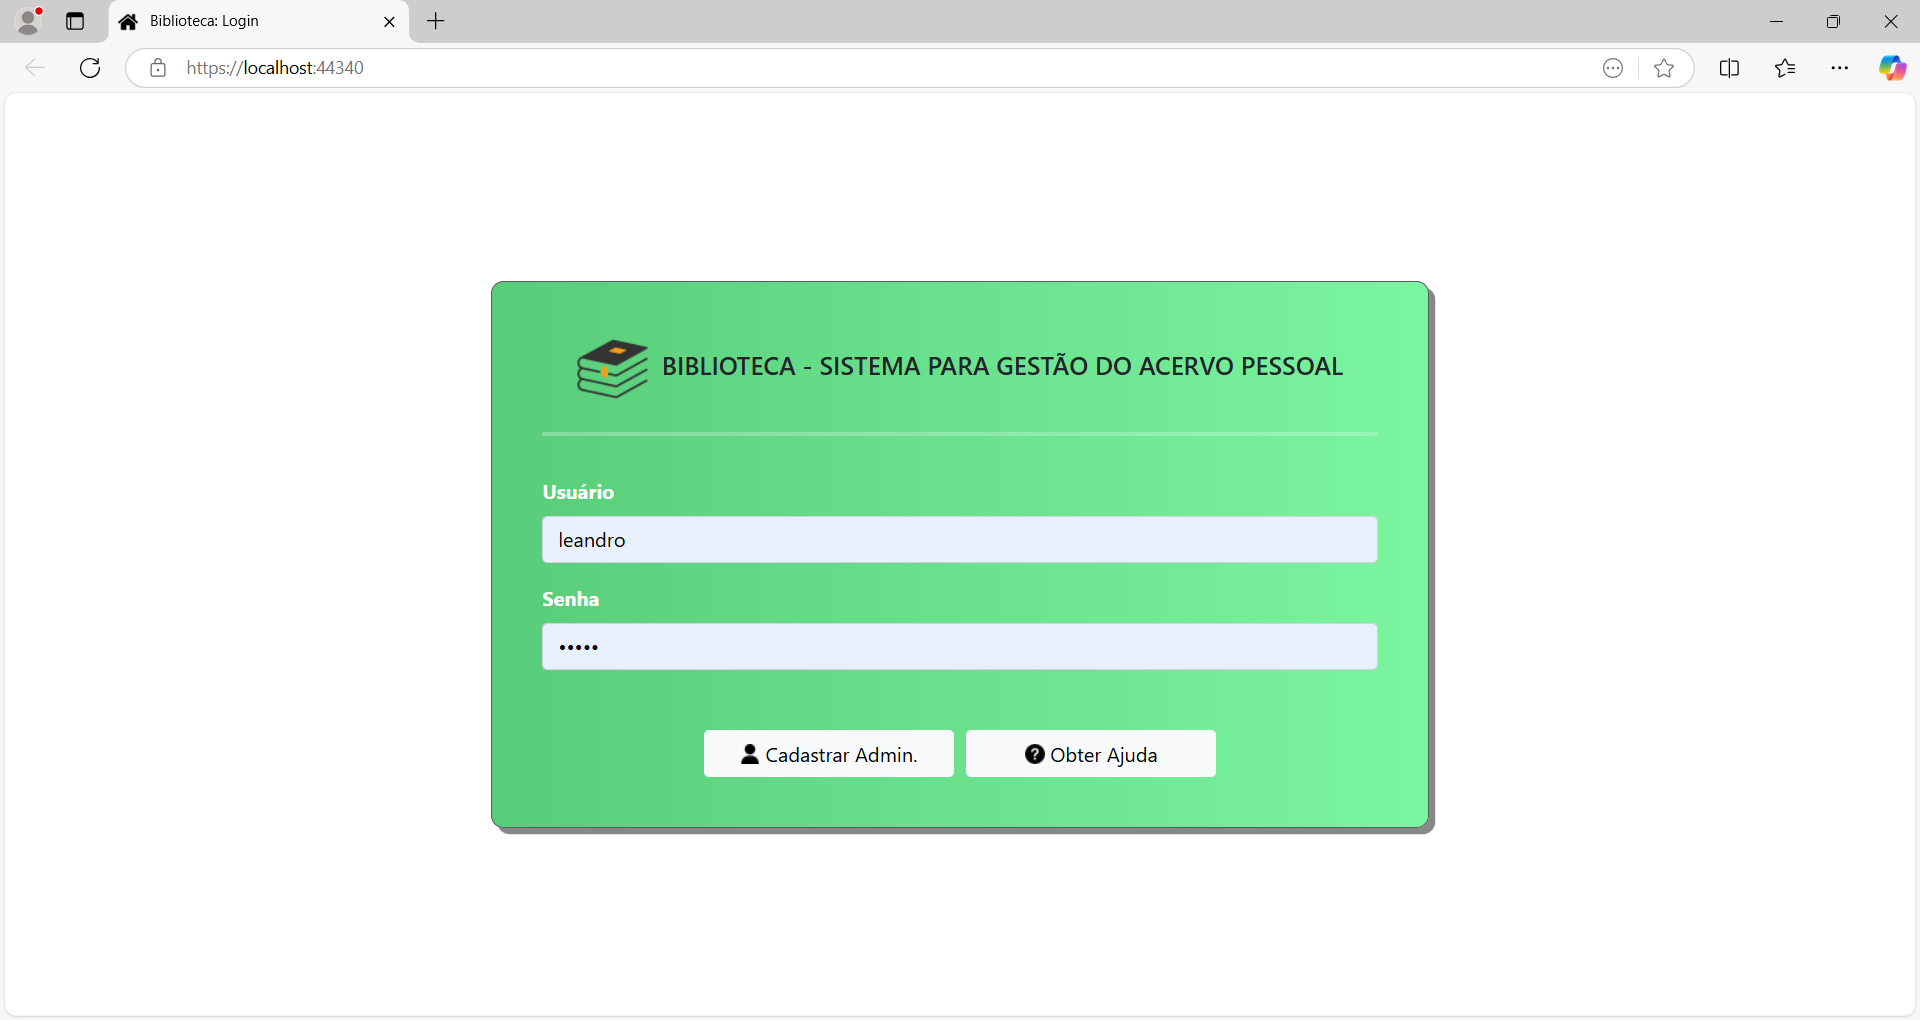 Biblioteca: Login
https://localhost:44340
BIBLIOTECA - SISTEMA PARA GESTÃO DO ACERVO PESSOAL
Usuário
leandro
Senha
•••••
Cadastrar Admin.
? Obter Ajuda